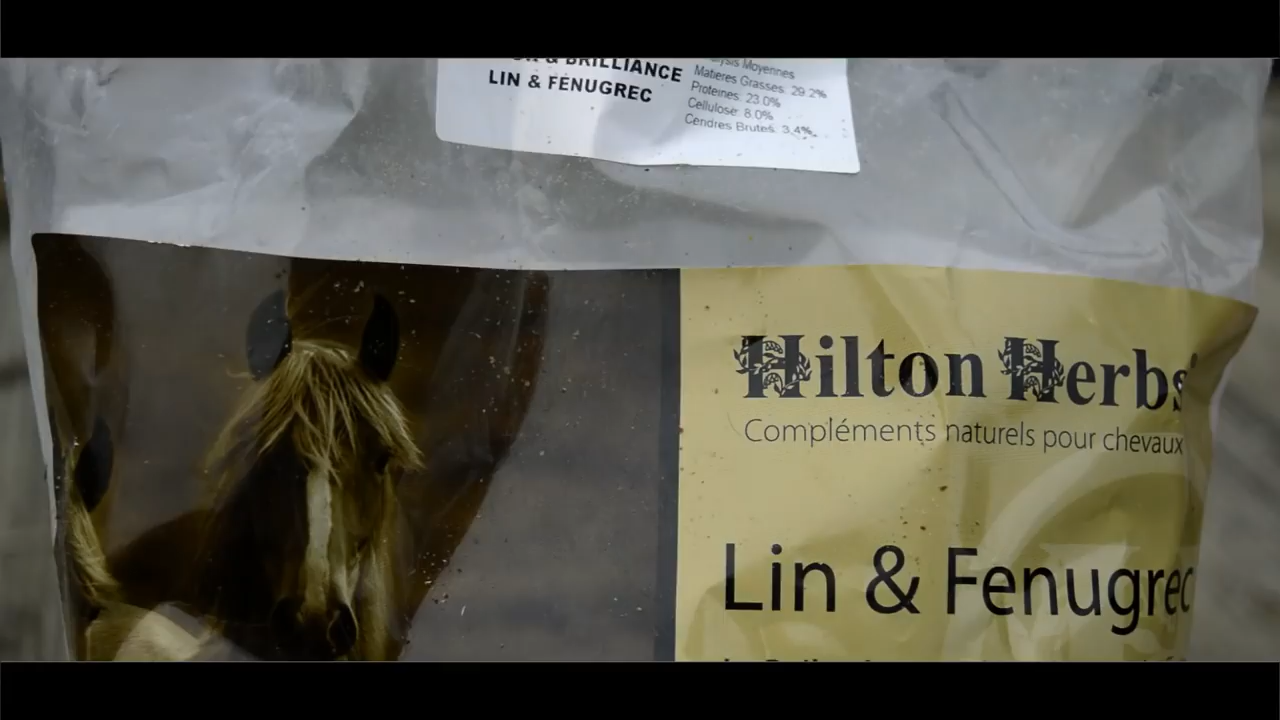 & BRILLIANCE
LIN & FENUGREC
Moyennes
Matieres Grasses: 29.2%
Proteines: 23.0%
Cellulose: 8.0%
Cendres Brutes: 3.4%
Hilton Herbs
Compléments naturels pour chevaux
Lin & Fenugrec